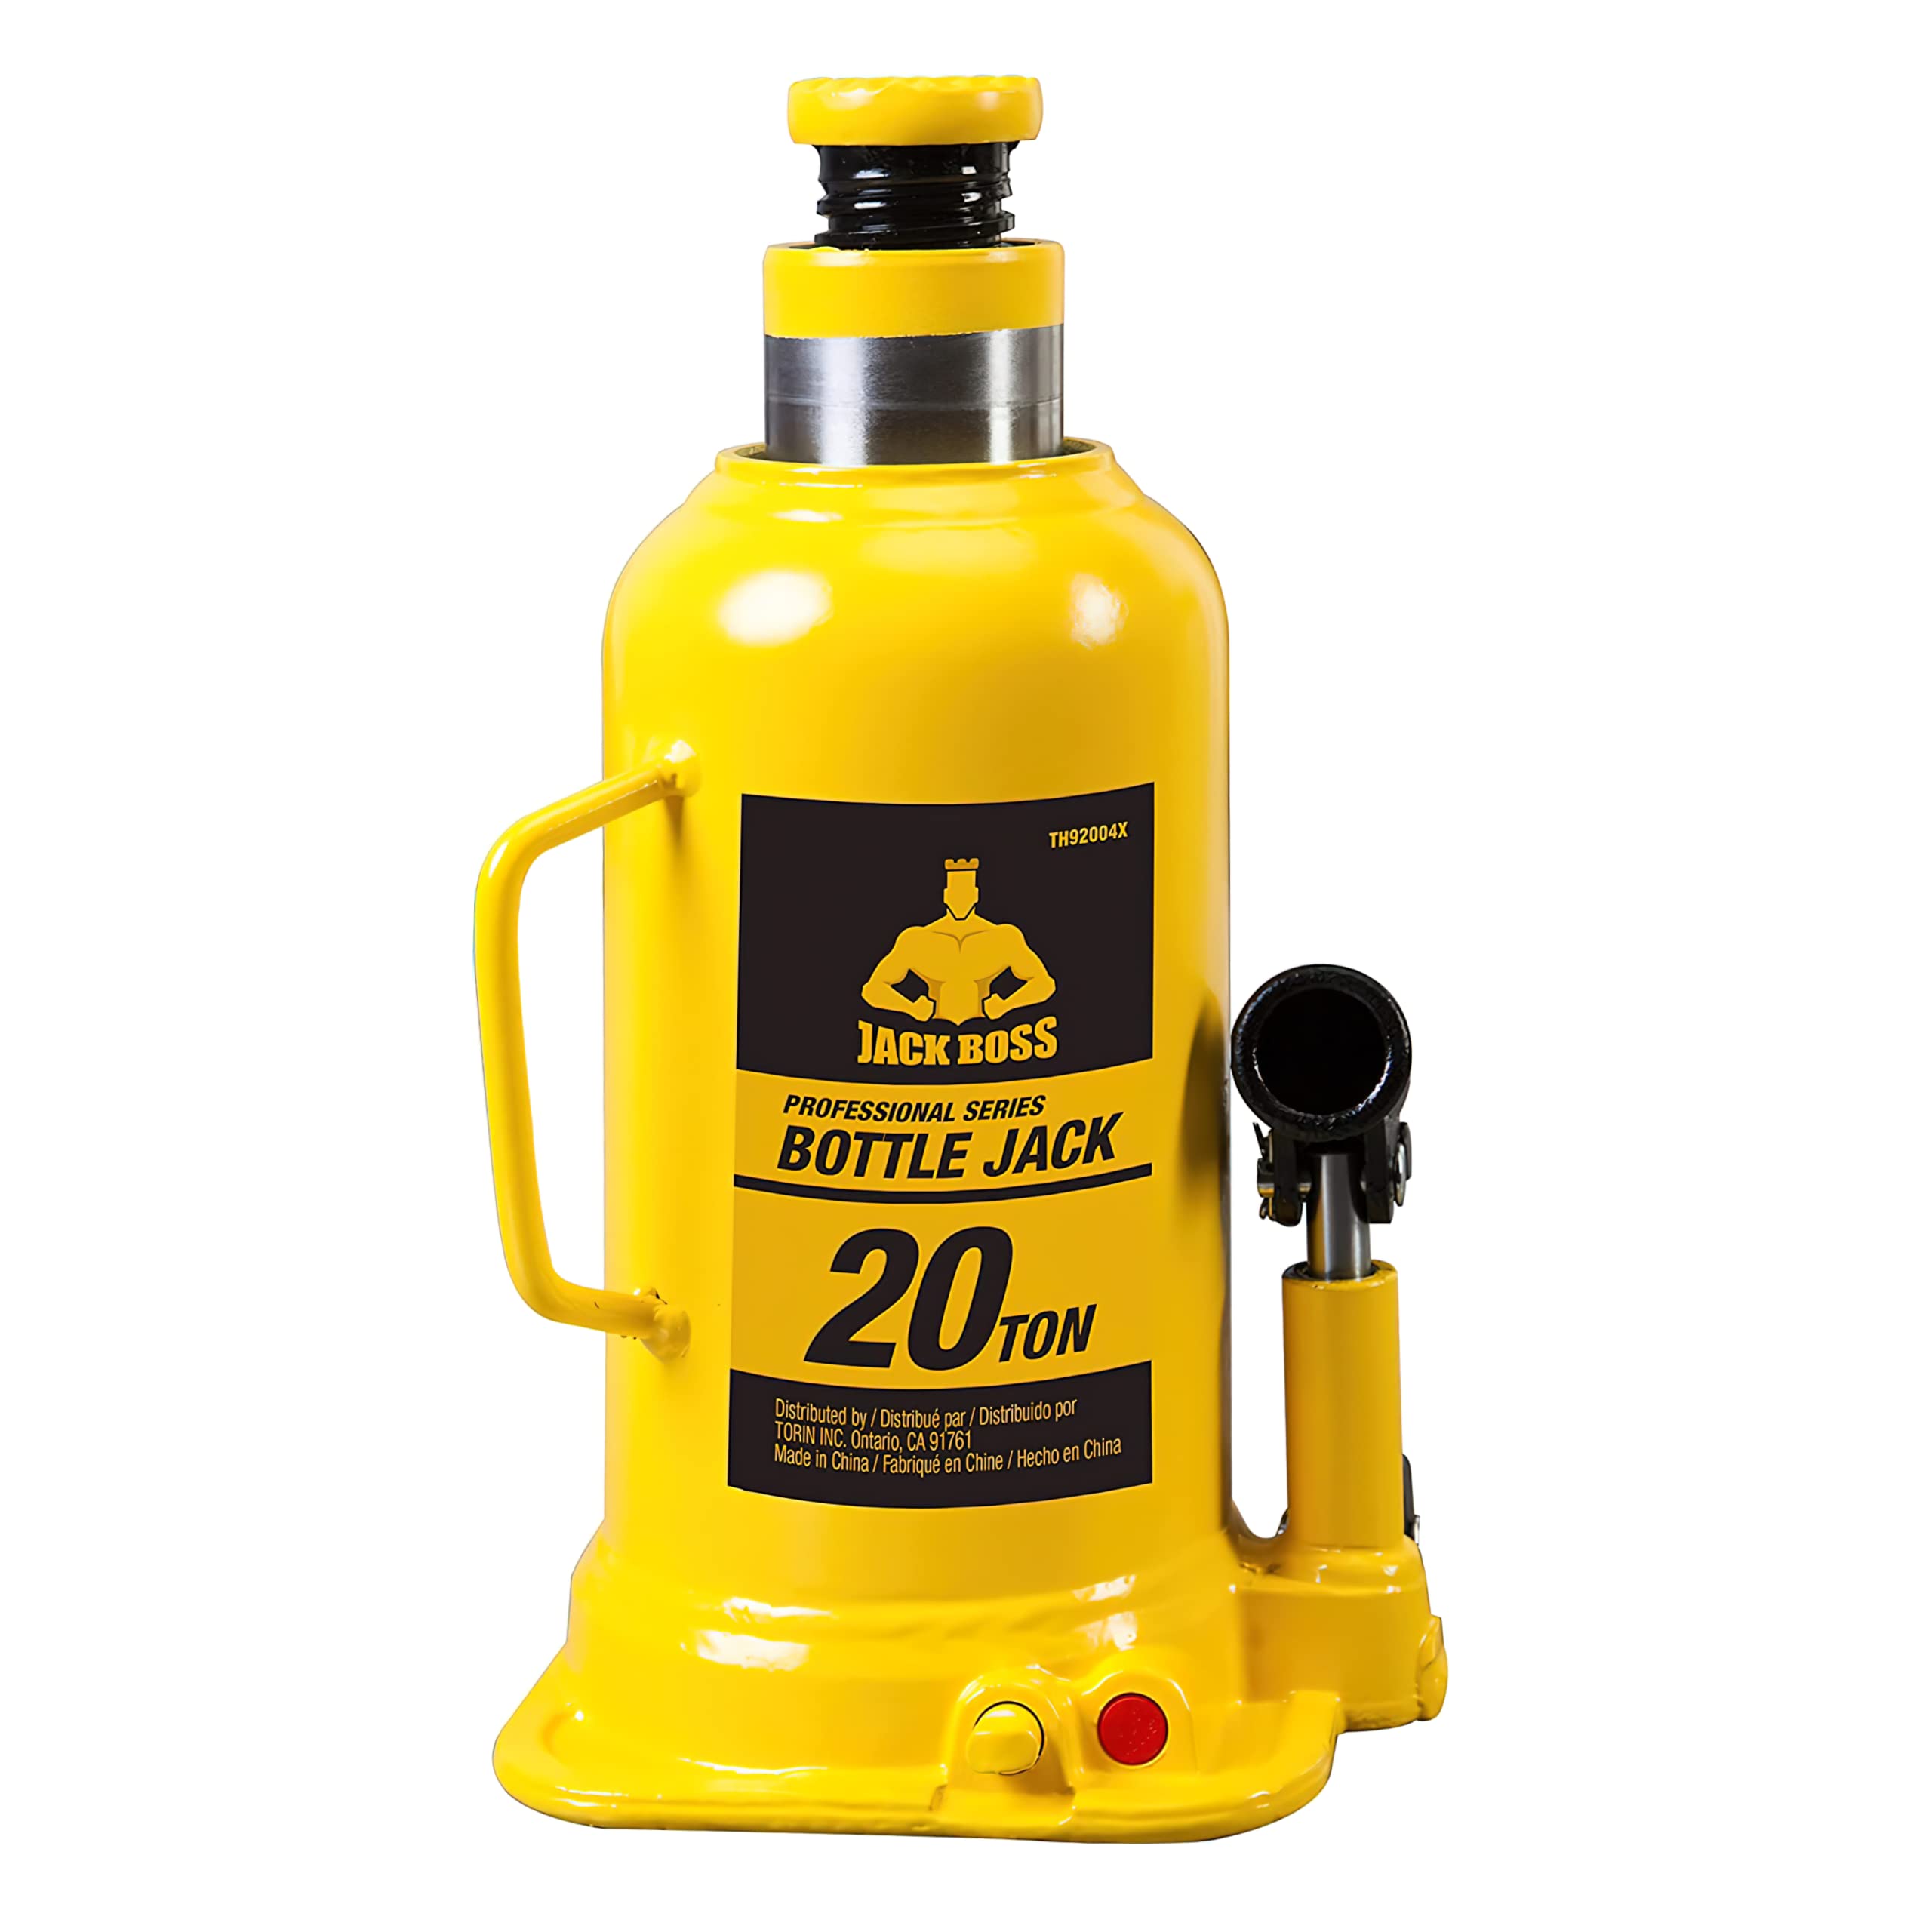 TH92004X
JACK BOSS
PROFESSIONAL SERIES
BOTTLE JACK
20 TON
Distributed by / Distribué par / Distribuido por
TORIN INC. Ontario, CA 91761
Made in China / Fabriqué en Chine / Hecho en China